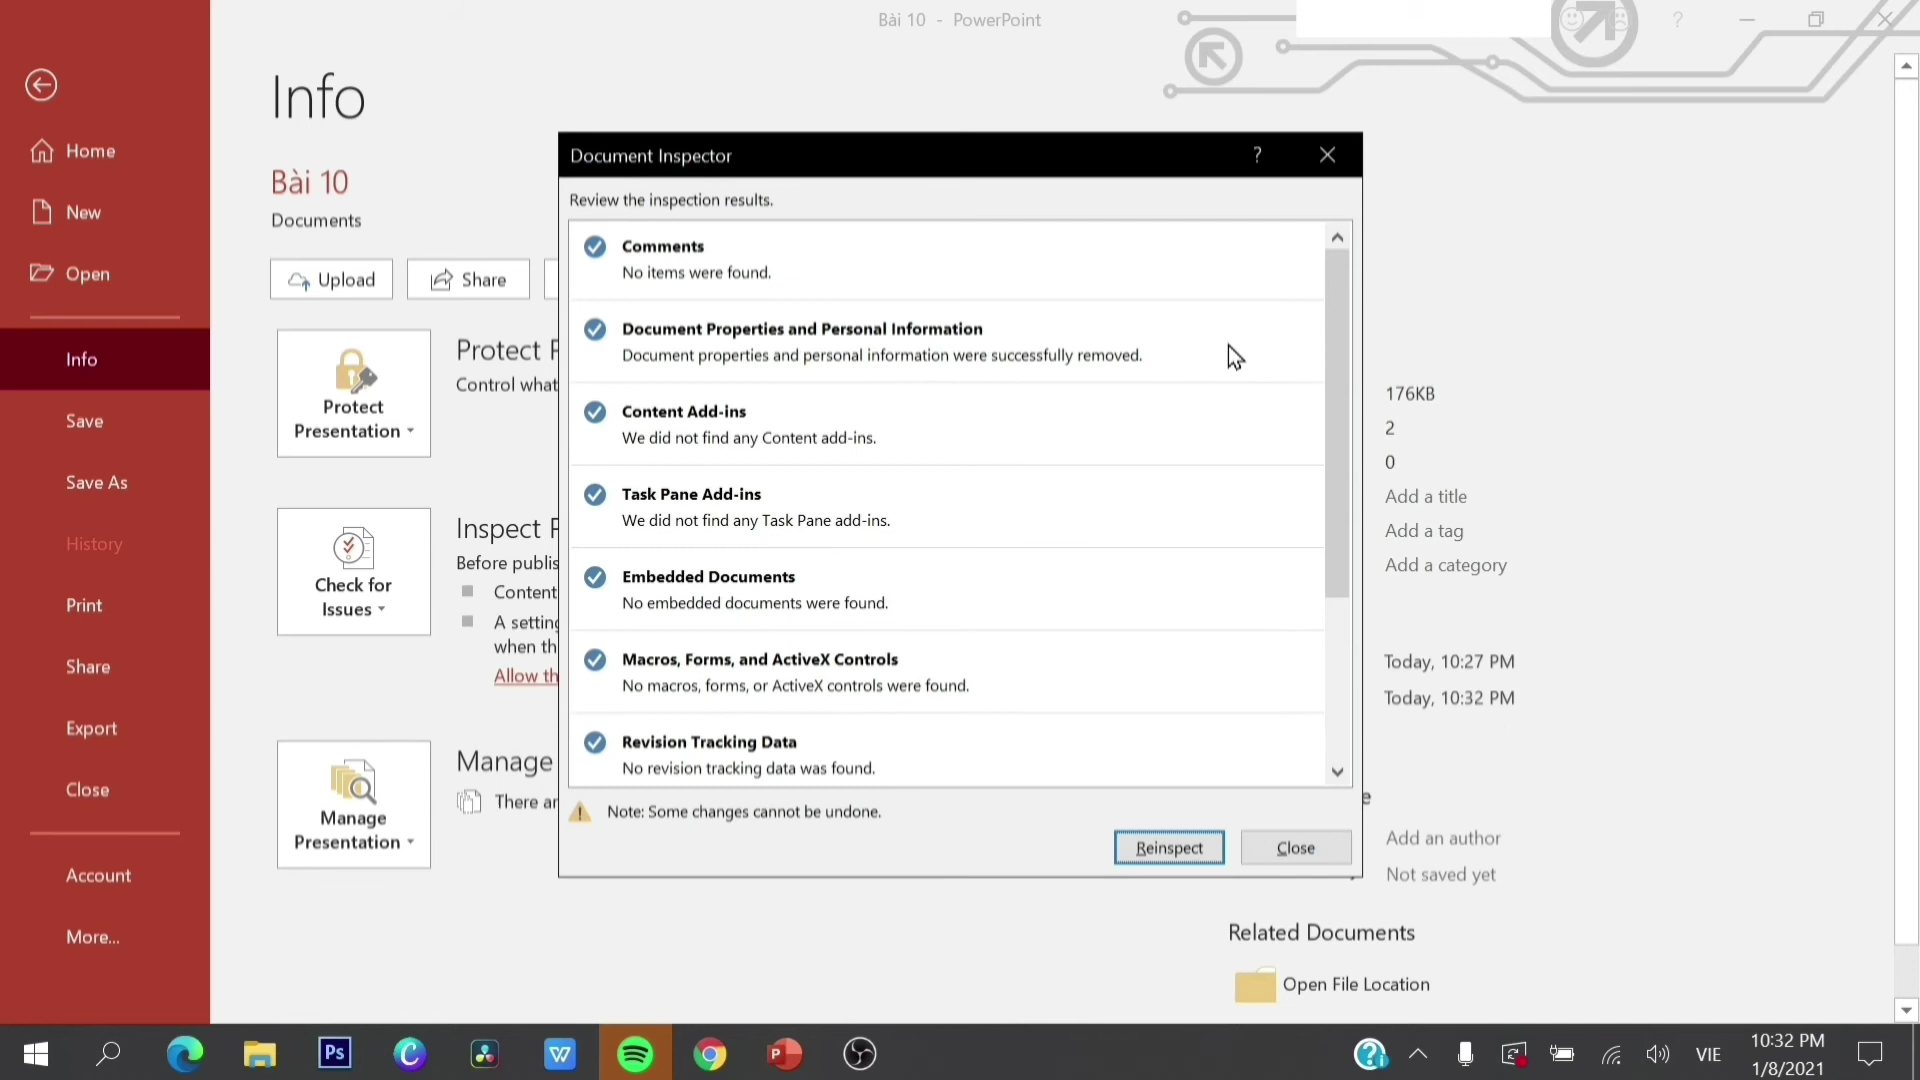 Bài 10 - PowerPoint
?
Info
Home
New
Open
Info
Save
Save As
History
Print
Share
Export
Close
Account
More...
Bài 10
Documents
Upload
Share
Protect
Presentation
Protect P
Control what
Check for
Issues
Inspect P
Before publis
Content
A setting
when th
Allow th
Manage
Presentation
Manage
There ar
Document Inspector
?
Review the inspection results.
Comments
No items were found.
Document Properties and Personal Information
Document properties and personal information were successfully removed.
Content Add-ins
We did not find any Content add-ins.
Task Pane Add-ins
We did not find any Task Pane add-ins.
Embedded Documents
No embedded documents were found.
Macros, Forms, and ActiveX Controls
No macros, forms, or ActiveX controls were found.
Revision Tracking Data
No revision tracking data was found.
Note: Some changes cannot be undone.
Reinspect
Close
176KB
2
0
Add a title
Add a tag
Add a category
Today, 10:27 PM
Today, 10:32 PM
e
Add an author
Not saved yet
Related Documents
Open File Location
Ps
W
P
VIE
10:32 PM
1/8/2021